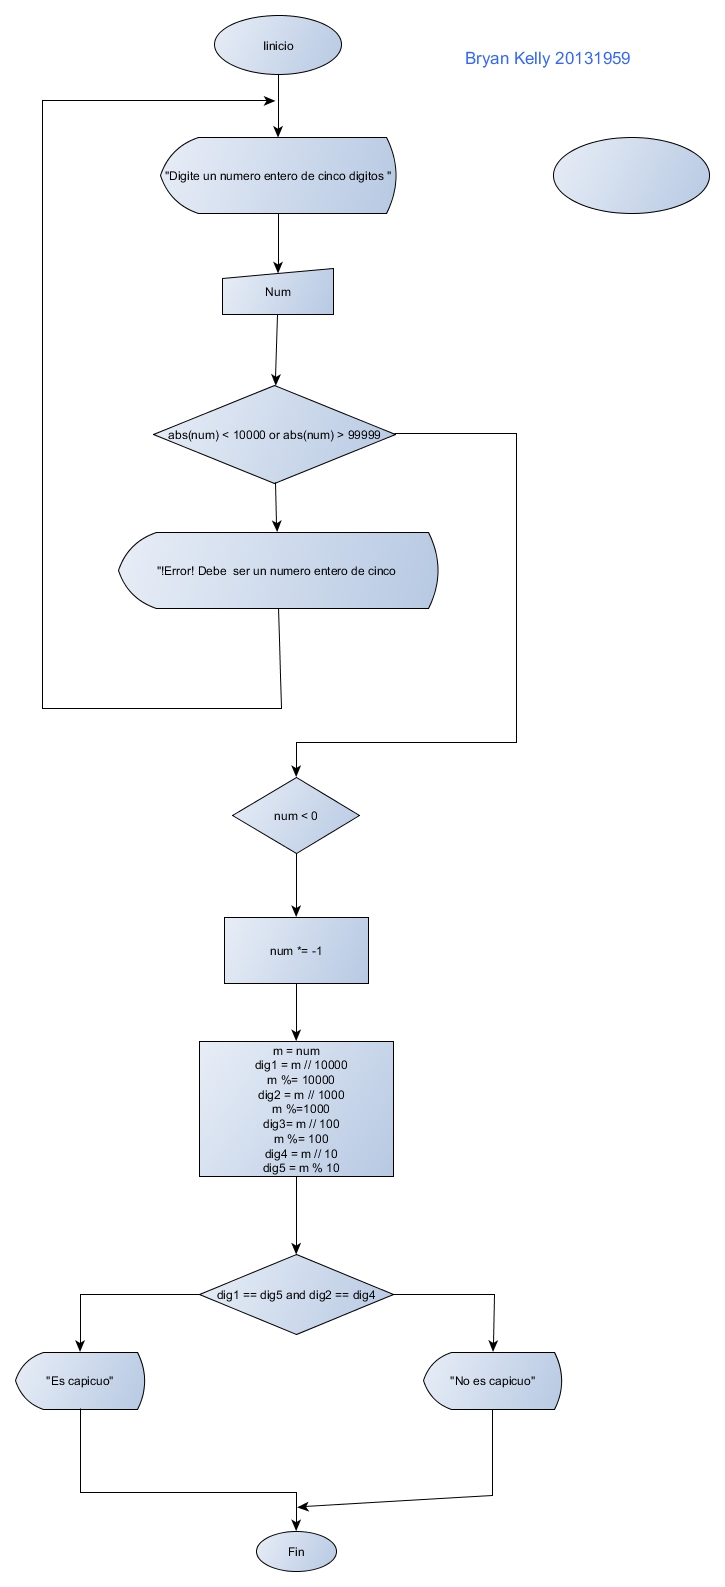 Iinicio
Bryan Kelly 20131959
"Digite un numero entero de cinco digitos "
Num
abs(num) < 10000 or abs(num) > 99999
"!Error! Debe  ser un numero entero de cinco
num < 0
num *= -1
m = num
dig1 = m // 10000
m %= 10000
dig2 = m // 1000
m %=1000
dig3= m // 100
m %= 100
dig4 = m // 10
dig5 = m % 10
dig1 == dig5 and dig2 == dig4
"Es capicuo"
"No es capicuo"
Fin